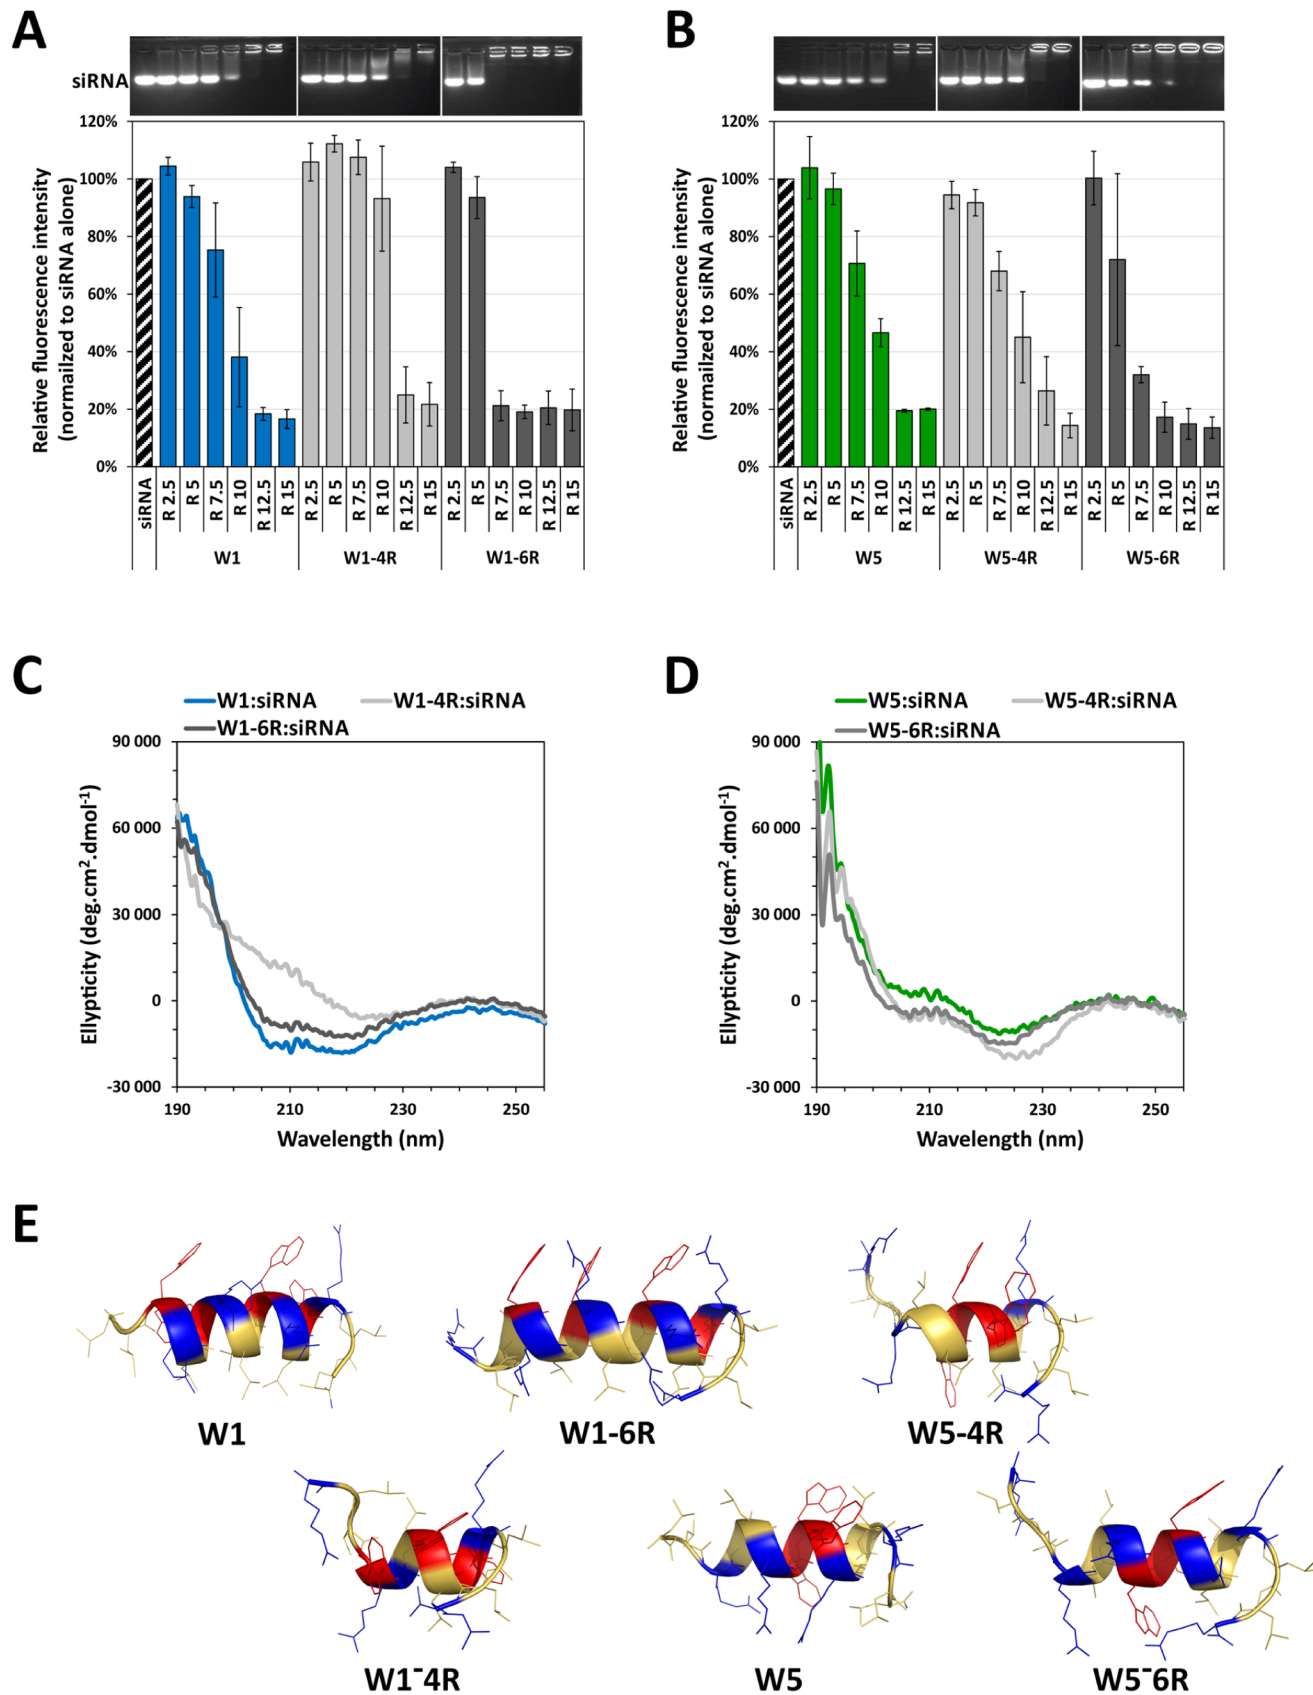 A
B
siRNA
Relative fluorescence intensity
(normailzed to siRNA alone)
120%
100%
80%
60%
40%
20%
0%
siRNA
R 2.5
R 5
R 7.5
R 10
R 12.5
R 15
R 2.5
R 5
R 7.5
R 10
R 12.5
R 15
R 2.5
R 5
R 7.5
R 10
R 12.5
R 15
W1
W1-4R
W1-6R
Relative fluorescence intensity
(normailzed to siRNA alone)
120%
100%
80%
60%
40%
20%
0%
siRNA
R 2.5
R 5
R 7.5
R 10
R 12.5
R 15
R 2.5
R 5
R 7.5
R 10
R 12.5
R 15
R 2.5
R 5
R 7.5
R 10
R 12.5
R 15
W5
W5-4R
W5-6R
C
W1:siRNA
W1-4R:siRNA
W1-6R:siRNA
Ellypticity (deg.cm².dmol⁻¹)
90 000
60 000
30 000
0
-30 000
190
210
230
250
Wavelength (nm)
D
W5:siRNA
W5-4R:siRNA
W5-6R:siRNA
Ellypticity (deg.cm².dmol⁻¹)
90 000
60 000
30 000
0
-30 000
190
210
230
250
Wavelength (nm)
E
W1
W1-6R
W5-4R
W1-4R
W5
W5-6R